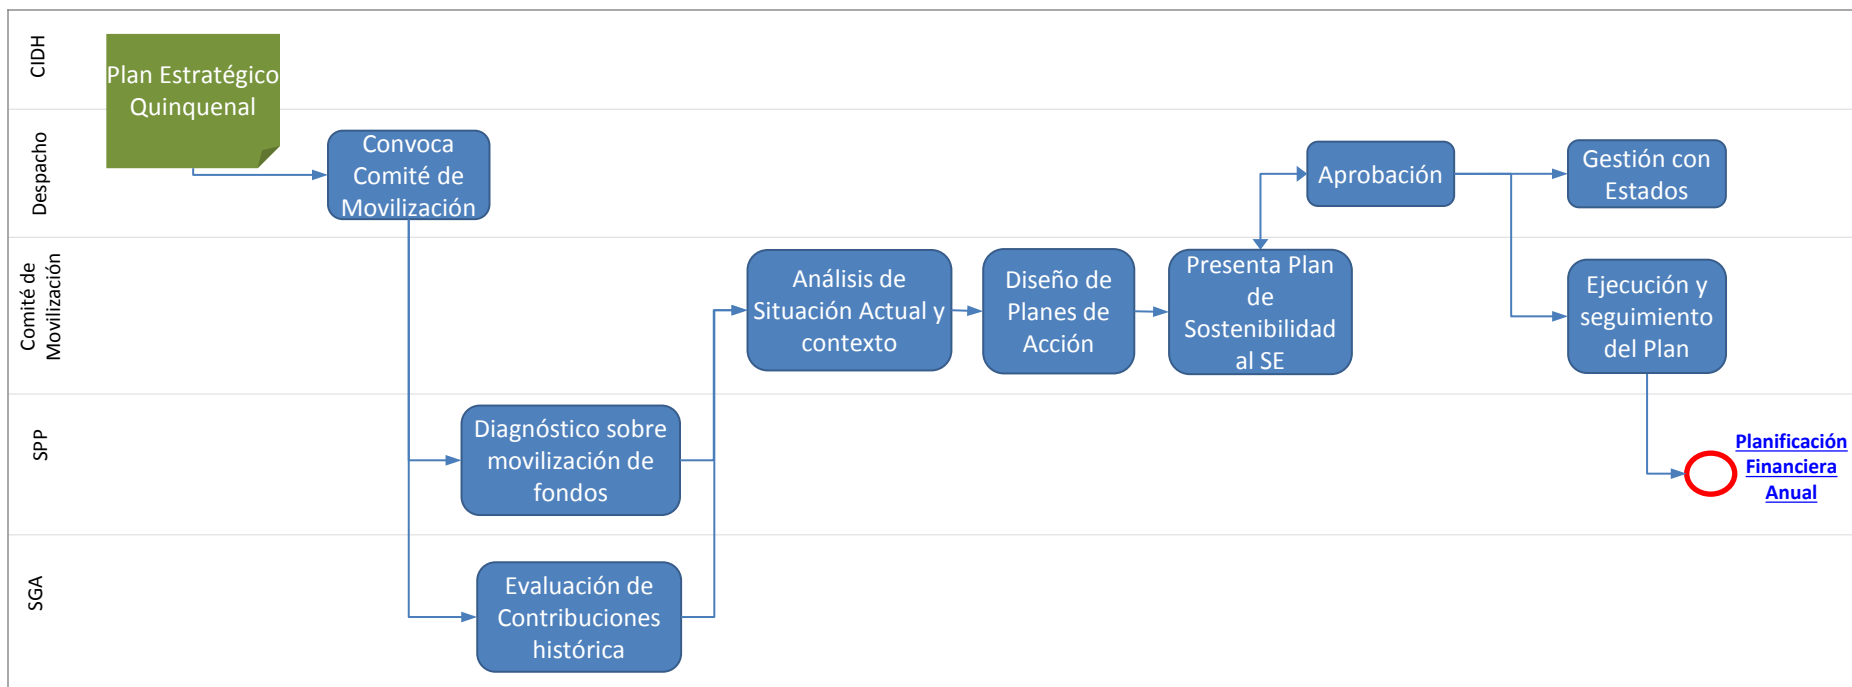 CIDH
Plan Estratégico
Quinquenal
Despacho
Convoca
Comité de
Movilización
Aprobación
Gestión con
Estados
Comité de
Movilización
Análisis de
Situación Actual y
contexto
Diseño de
Planes de
Acción
Presenta Plan
de
Sostenibilidad
al SE
Ejecución y
seguimiento
del Plan
SPP
Diagnóstico sobre
movilización de
fondos
Planificación
Financiera
Anual
SGA
Evaluación de
Contribuciones
histórica